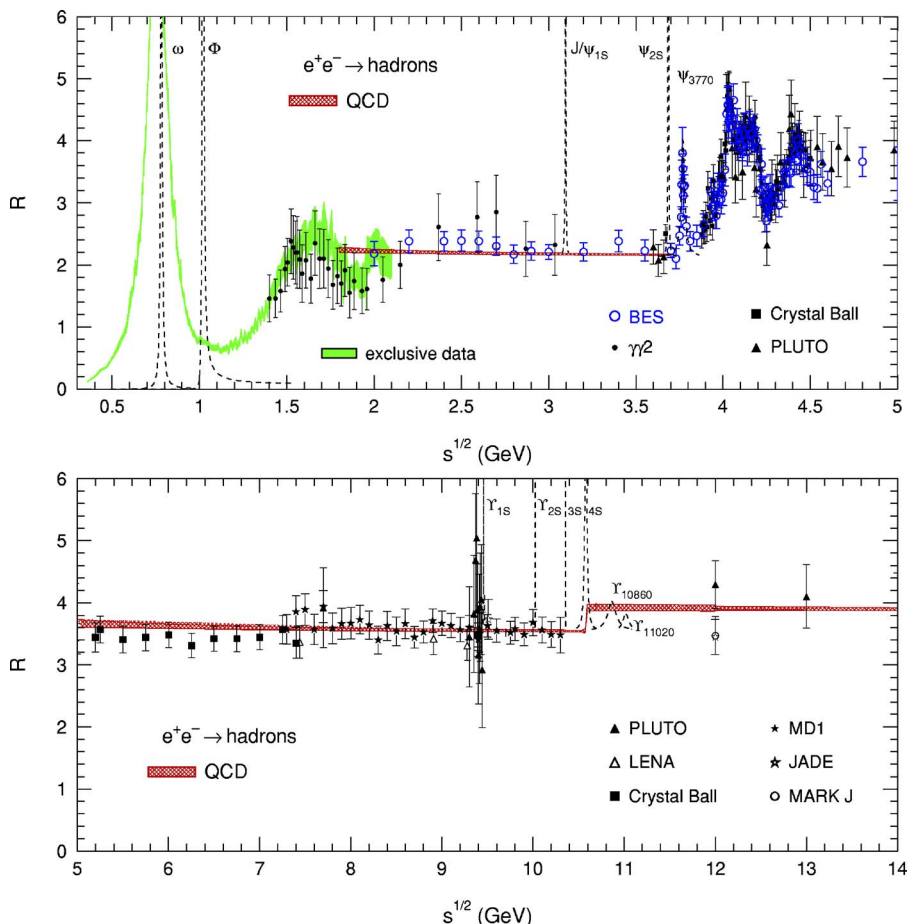 6
5
4
3
2
1
0
R
ω Φ
J/ψ1S ψ2S
ψ3770
e⁺e⁻ → hadrons
QCD
exclusive data
BES
γγ2
Crystal Ball
PLUTO
0.5 1 1.5 2 2.5 3 3.5 4 4.5 5
s^1/2 (GeV)
6
5
4
3
2
1
0
R
ϒ1S ϒ2S 3S 4S
ϒ10860
ϒ11020
e⁺e⁻ → hadrons
QCD
PLUTO MD1
LENA JADE
Crystal Ball MARK J
5 6 7 8 9 10 11 12 13 14
s^1/2 (GeV)